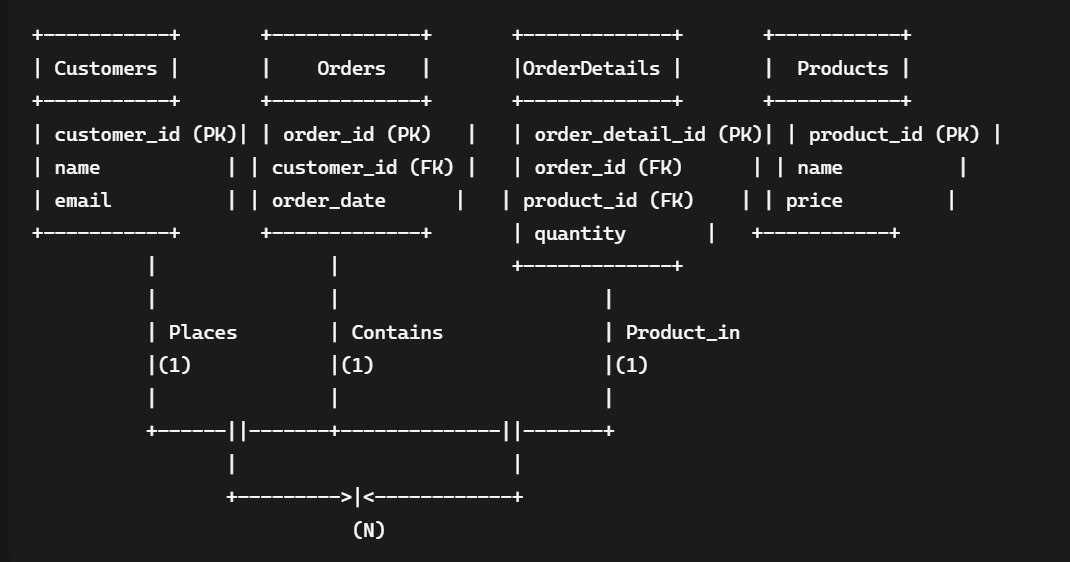 +-----------+       +-------------+       +-------------+       +-----------+
| Customers |       |    Orders   |       |OrderDetails |       |  Products |
+-----------+       +-------------+       +-------------+       +-----------+
| customer_id (PK)| | order_id (PK)   |   | order_detail_id (PK)| | product_id (PK) |
| name           | | customer_id (FK) |   | order_id (FK)      | | name          |
| email          | | order_date      |   | product_id (FK)    | | price         |
+-----------+       +-------------+       | quantity       |   +-----------+
          |               |               +-------------+
          |               |                       |
          | Places        | Contains              | Product_in
          |(1)            |(1)                    |(1)
          |               |                       |
          +------||-------+--------------||-------+
                 |                        |
                 +--------->|<------------+
                            (N)